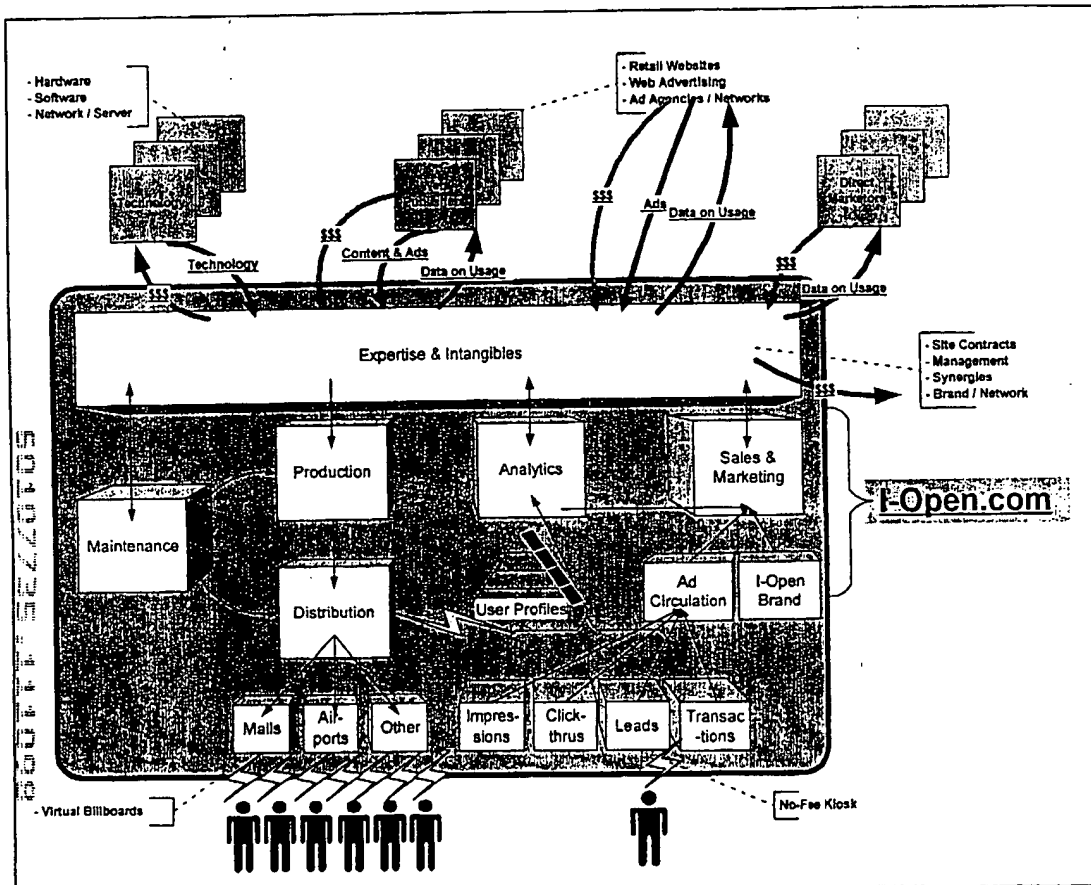 - Hardware
- Software
- Network / Server
- Retail Websites
- Web Advertising
- Ad Agencies / Networks
Technology
Direct
Marketers
$$$
Technology
$$$
Content & Ads
Data on Usage
$$$
Ads
Data on Usage
$$$
Data on Usage
$$$
Expertise & Intangibles
- Site Contracts
- Management
- Synergies
- Brand / Network
$$$
Production
Analytics
Sales &
Marketing
I-Open.com
Maintenance
Distribution
User Profiles
Ad
Circulation
I-Open
Brand
Malls
Air-
ports
Other
Impres-
sions
Click-
thrus
Leads
Transac
-tions
- Virtual Billboards
No-Fee Kiosk